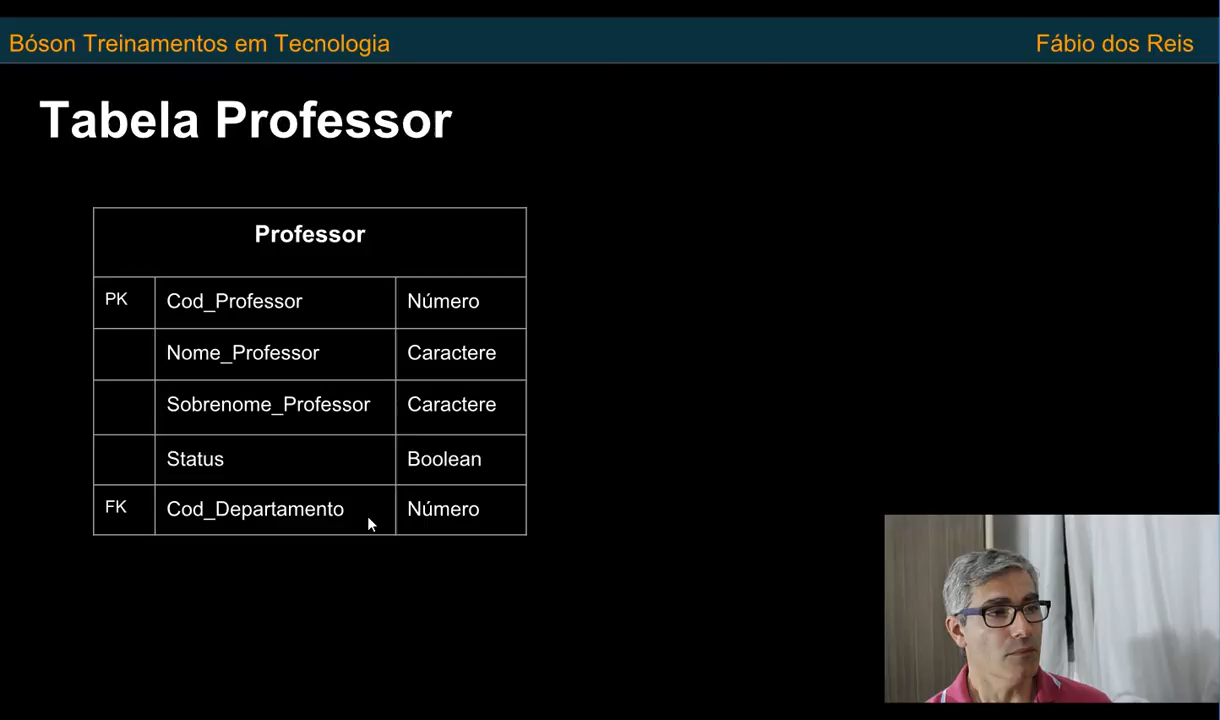 Bóson Treinamentos em Tecnologia Fábio dos Reis
Tabela Professor
Professor
PK Cod_Professor Número
Nome_Professor Caractere
Sobrenome_Professor Caractere
Status Boolean
FK Cod_Departamento Número